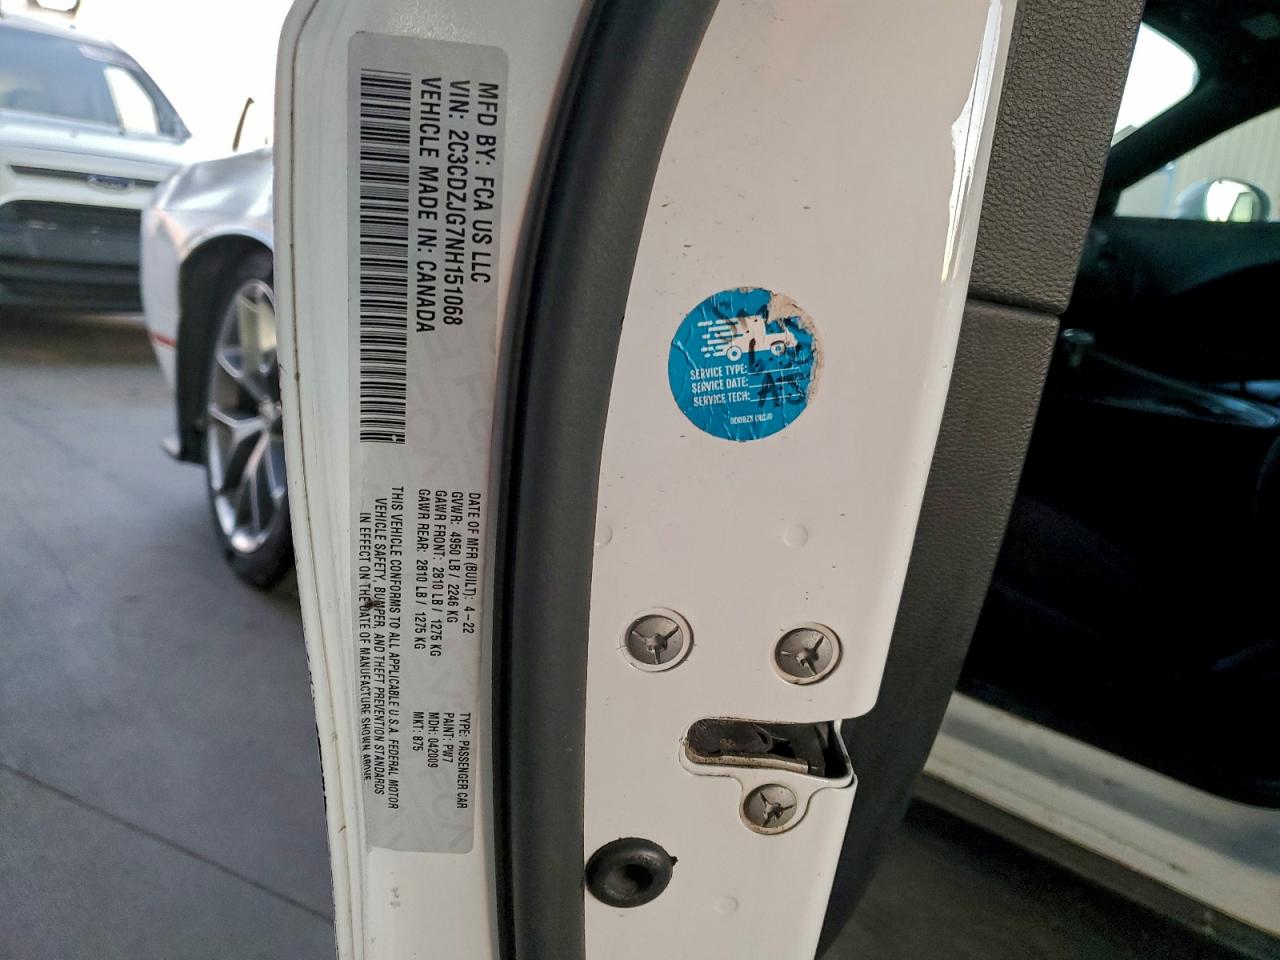 MFD BY: FCA US LLC
VIN: 2C3CDZJG7NH151068
VEHICLE MADE IN: CANADA
DATE OF MFR (BUILT): 4-22
GVWR: 4950 LB / 2246 KG
GAWR FRONT: 2810 LB / 1275 KG
GAWR REAR: 2810 LB / 1275 KG
THIS VEHICLE CONFORMS TO ALL APPLICABLE U.S.A. FEDERAL MOTOR
VEHICLE SAFETY, BUMPER, AND THEFT PREVENTION STANDARDS
IN EFFECT ON THE DATE OF MANUFACTURE SHOWN ABOVE.
TYPE: PASSENGER CAR
PAINT: PW7
MDH: 042009
MKT: 875
SERVICE TYPE:
SERVICE DATE:
SERVICE TECH: